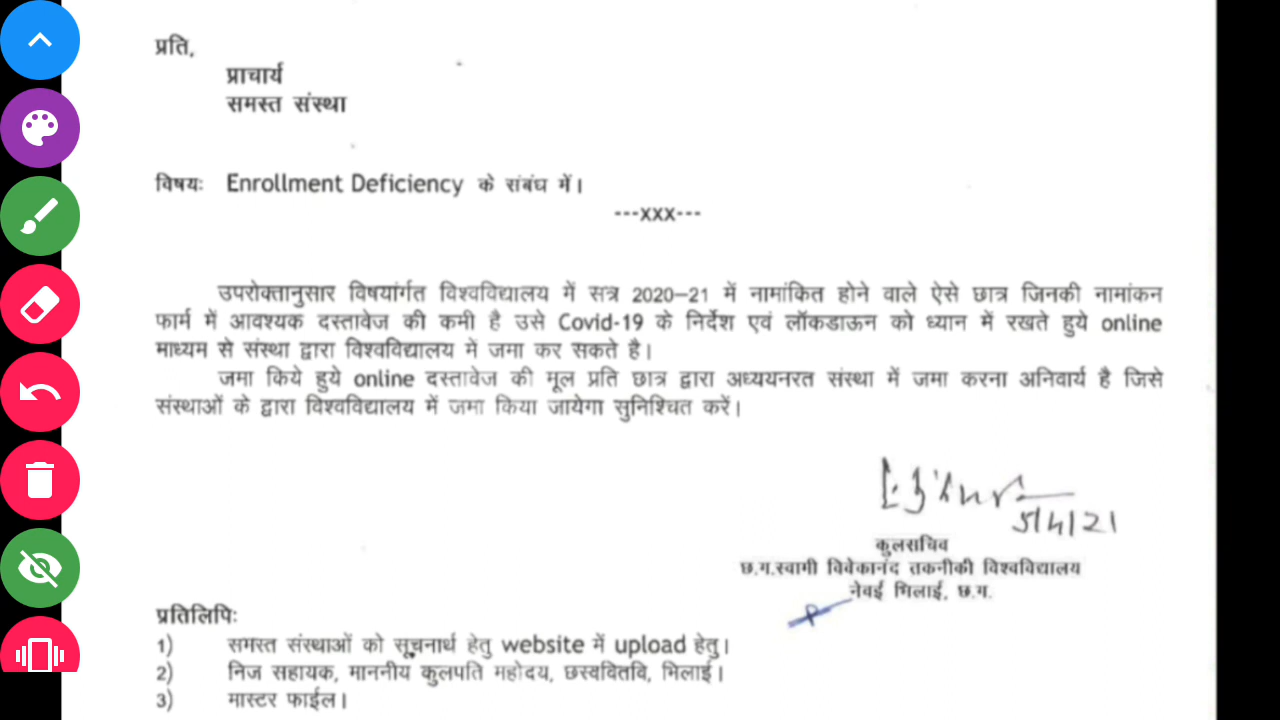 प्रति,
प्राचार्य
समस्त संस्था
विषयः Enrollment Deficiency के संबंध में।
---xxx---
उपरोक्तानुसार विषयांर्गत विश्वविद्यालय में सत्र 2020–21 में नामांकित होने वाले ऐसे छात्र जिनकी नामांकन
फार्म में आवश्यक दस्तावेज की कमी है उसे Covid-19 के निर्देश एवं लॉकडाऊन को ध्यान में रखते हुये online
माध्यम से संस्था द्वारा विश्वविद्यालय में जमा कर सकते है।
जमा किये हुये online दस्तावेज की मूल प्रति छात्र द्वारा अध्ययनरत संस्था में जमा करना अनिवार्य है जिसे
संस्थाओं के द्वारा विश्वविद्यालय में जमा किया जायेगा सुनिश्चित करें।
5/4/21
कुलसचिव
छ.ग.स्वामी विवेकानंद तकनीकी विश्वविद्यालय
नेवई भिलाई, छ.ग.
प्रतिलिपिः
1) समस्त संस्थाओं को सूचनार्थ हेतु website में upload हेतु।
2) निज सहायक, माननीय कुलपति महोदय, छस्ववितवि, भिलाई।
3) मास्टर फाईल।